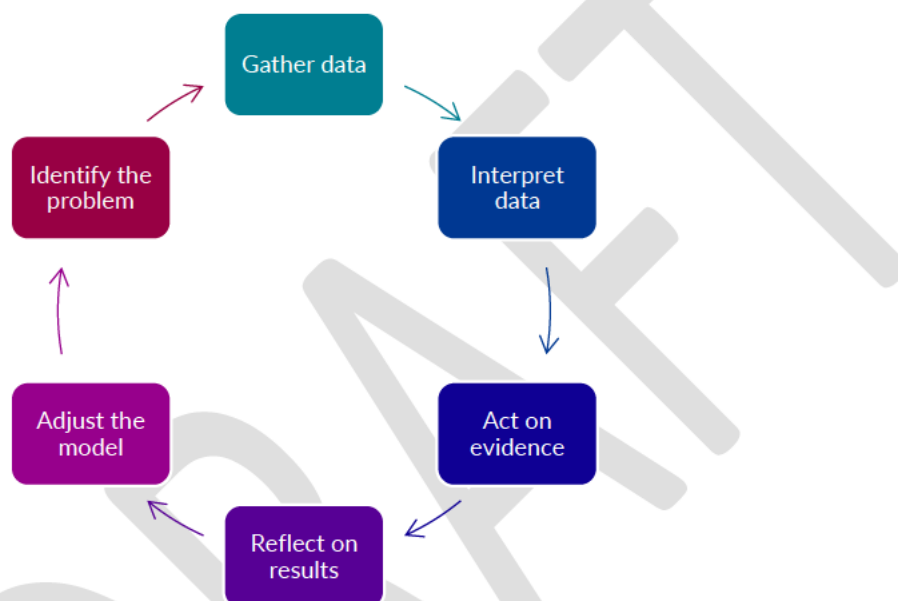 Gather data
Identify the
problem
Interpret
data
Adjust the
model
Act on
evidence
Reflect on
results
DRAFT